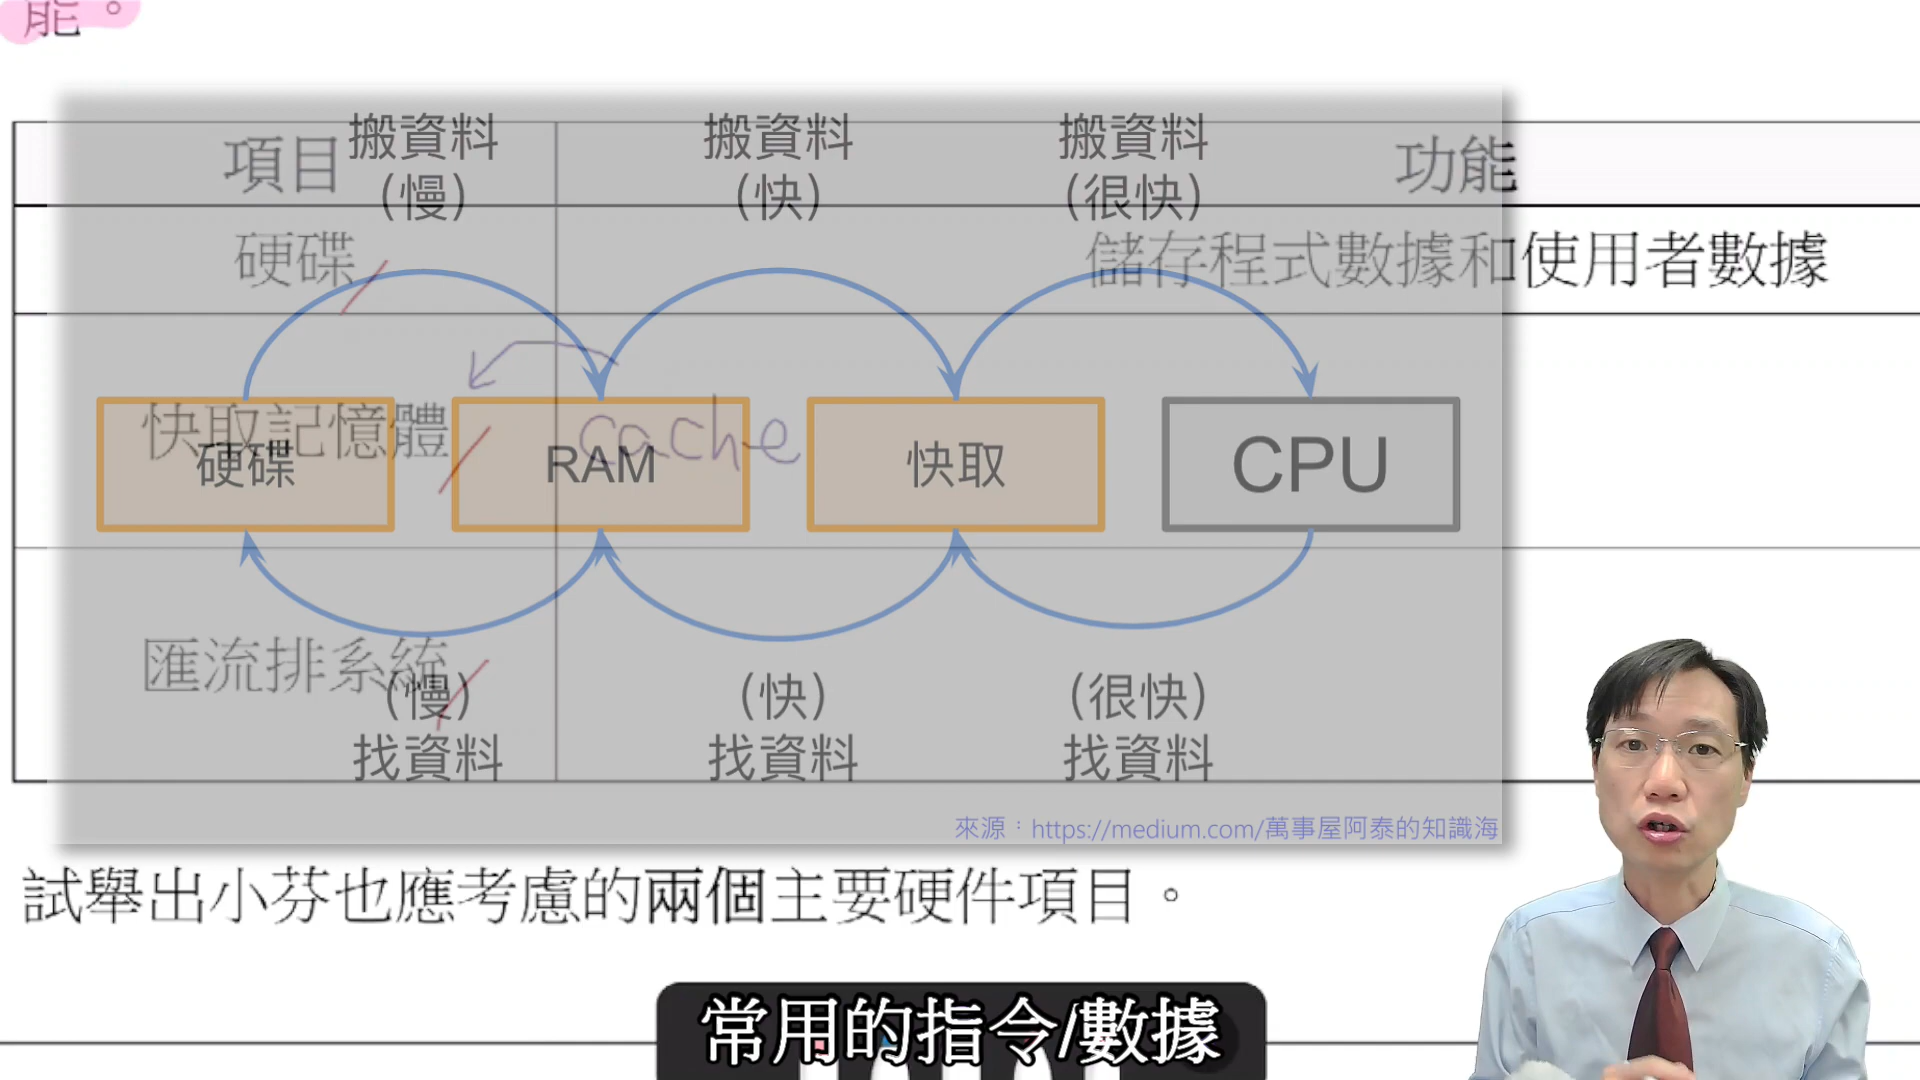 能。
項目
功能
搬資料
(慢)
搬資料
(快)
搬資料
(很快)
硬碟
儲存程式數據和使用者數據
快取記憶體
cache
硬碟
RAM
快取
CPU
匯流排系統
(慢)
找資料
(快)
找資料
(很快)
找資料
來源：https://medium.com/萬事屋阿泰的知識海
試舉出小芬也應考慮的兩個主要硬件項目。
常用的指令/數據